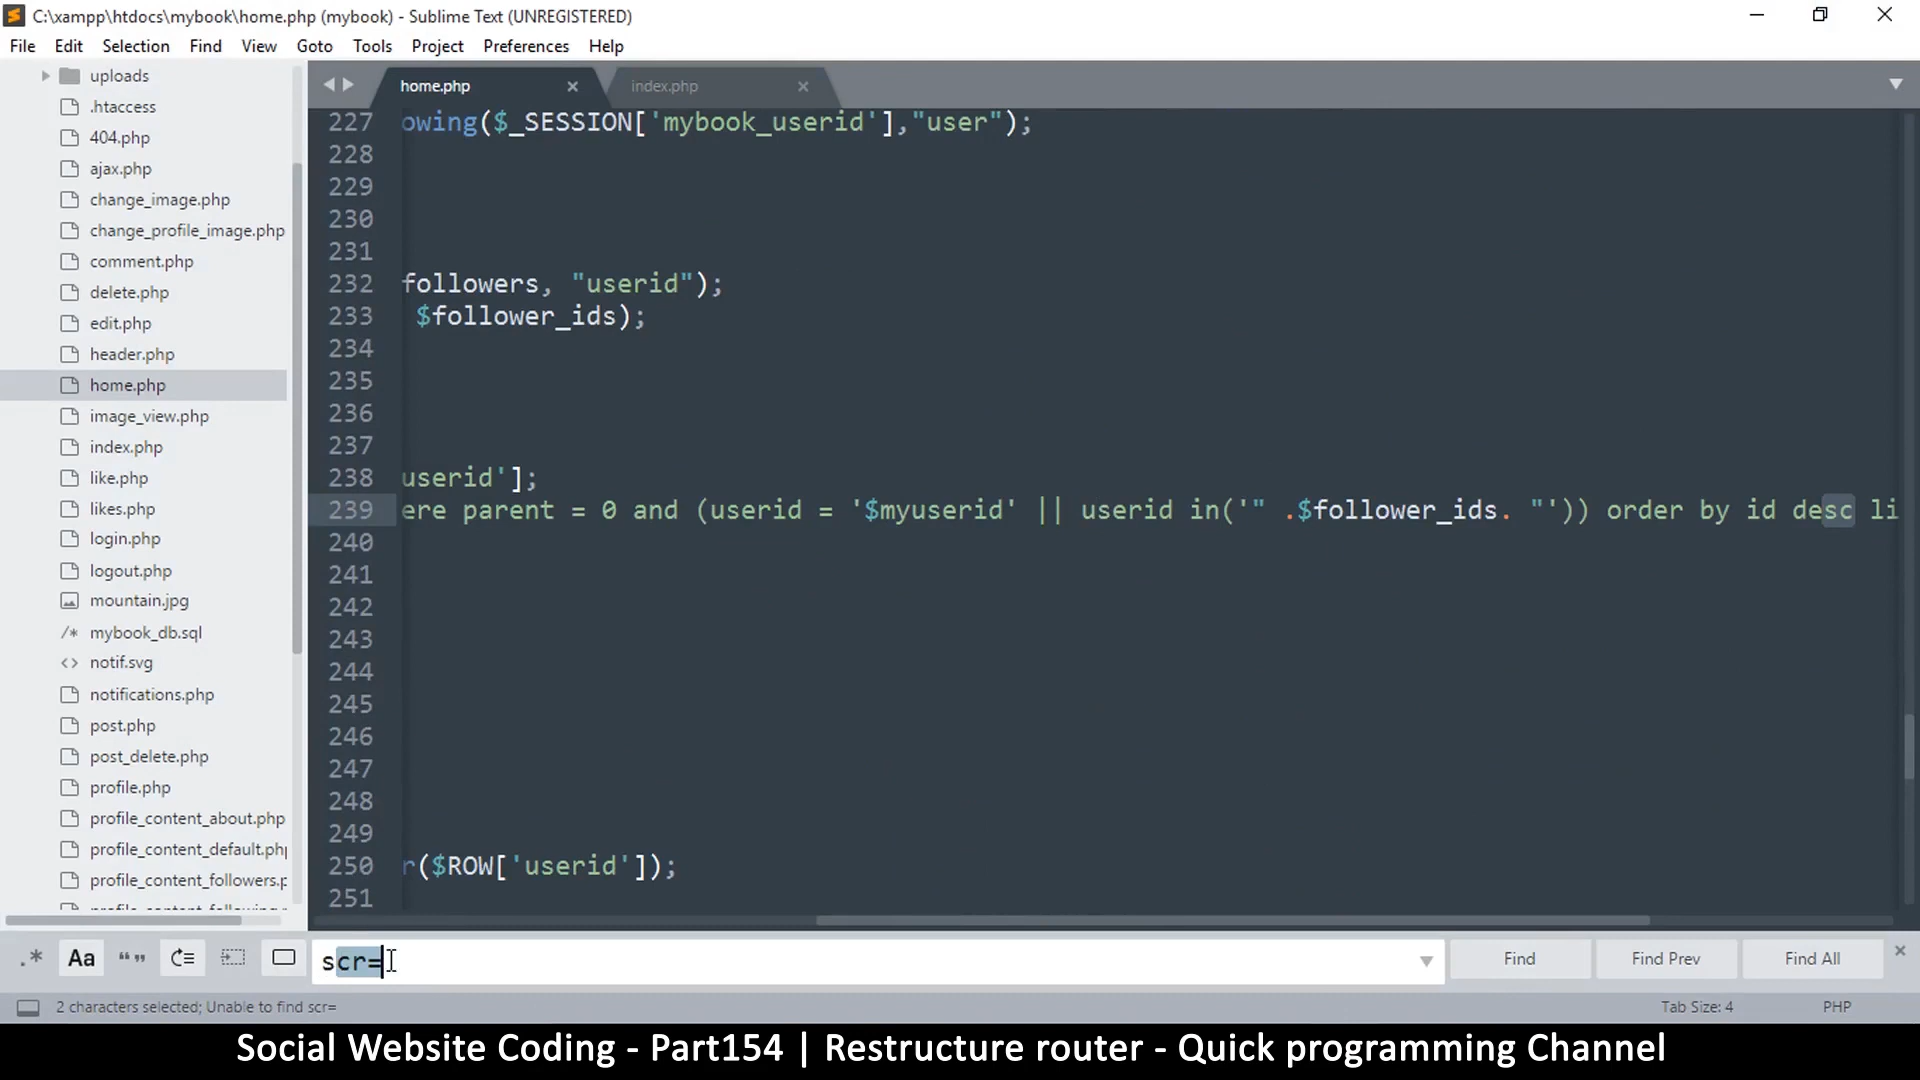 C:\xampp\htdocs\mybook\home.php (mybook) - Sublime Text (UNREGISTERED)
File Edit Selection Find View Goto Tools Project Preferences Help
uploads
.htaccess
404.php
ajax.php
change_image.php
change_profile_image.php
comment.php
delete.php
edit.php
header.php
home.php
image_view.php
index.php
like.php
likes.php
login.php
logout.php
mountain.jpg
/* mybook_db.sql
<> notif.svg
notifications.php
post.php
post_delete.php
profile.php
profile_content_about.php
profile_content_default.php
profile_content_followers.p
home.php index.php
227 owing($_SESSION['mybook_userid'],"user");
228
229
230
231
232 followers, "userid");
233 $follower_ids);
234
235
236
237
238 userid'];
239 ere parent = 0 and (userid = '$myuserid' || userid in('" .$follower_ids. "')) order by id desc li
240
241
242
243
244
245
246
247
248
249
250 r($ROW['userid']);
251
.* Aa “ ” scr= Find Find Prev Find All
2 characters selected; Unable to find scr= Tab Size: 4 PHP
Social Website Coding - Part154 | Restructure router - Quick programming Channel